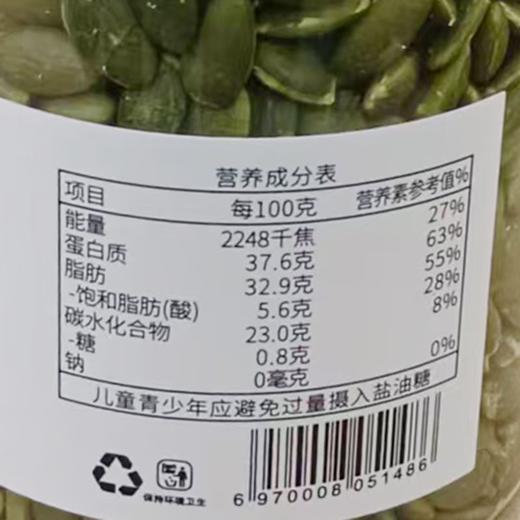 营养成分表
项目 每100克 营养素参考值%
能量 2248千焦 27%
蛋白质 37.6克 63%
脂肪 32.9克 55%
-饱和脂肪(酸) 5.6克 28%
碳水化合物 23.0克 8%
-糖 0.8克
钠 0毫克 0%
儿童青少年应避免过量摄入盐油糖
保持环境卫生
6 970008 051486